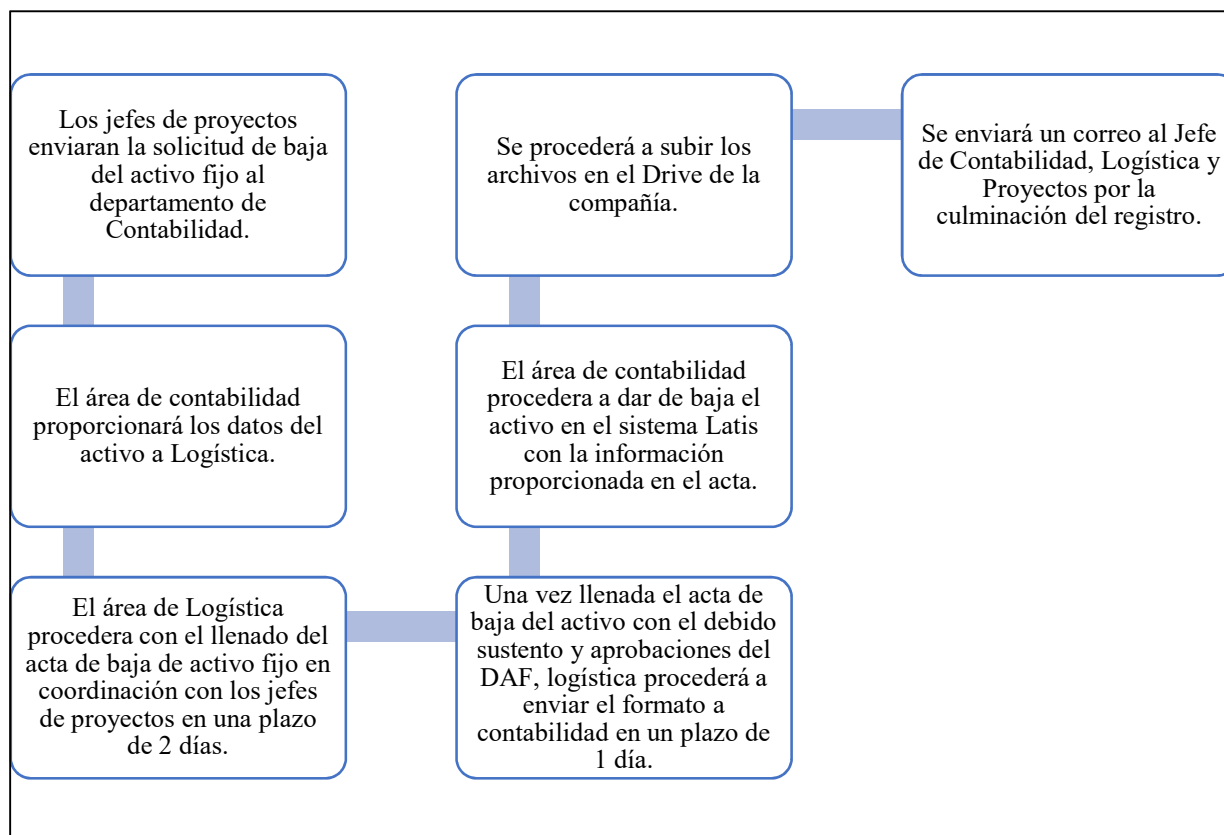 Los jefes de proyectos
enviaran la solicitud de baja
del activo fijo al
departamento de
Contabilidad.
El área de contabilidad
proporcionará los datos del
activo a Logística.
El área de Logística
procedera con el llenado del
acta de baja de activo fijo en
coordinación con los jefes
de proyectos en una plazo
de 2 días.
Una vez llenada el acta de
baja del activo con el debido
sustento y aprobaciones del
DAF, logística procederá a
enviar el formato a
contabilidad en un plazo de
1 día.
El área de contabilidad
procedera a dar de baja el
activo en el sistema Latis
con la información
proporcionada en el acta.
Se procederá a subir los
archivos en el Drive de la
compañía.
Se enviará un correo al Jefe
de Contabilidad, Logística y
Proyectos por la
culminación del registro.